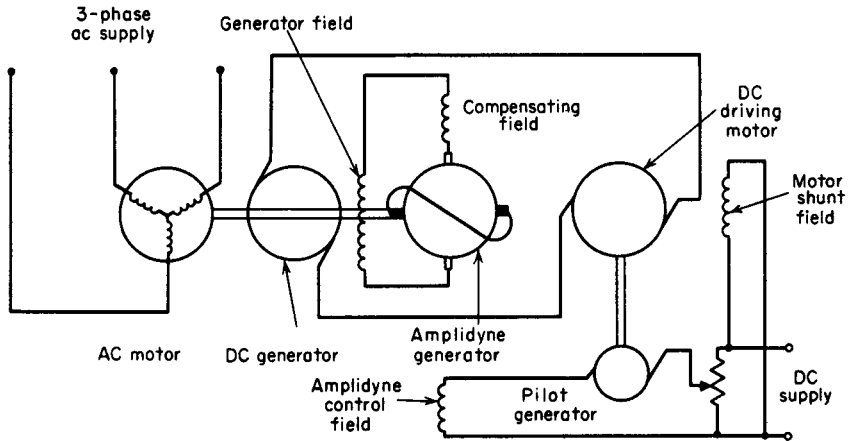 3-phase
ac supply
Generator field
Compensating
field
DC
driving
motor
Motor
shunt
field
AC motor
DC generator
Amplidyne
generator
Amplidyne
control
field
Pilot
generator
DC
supply